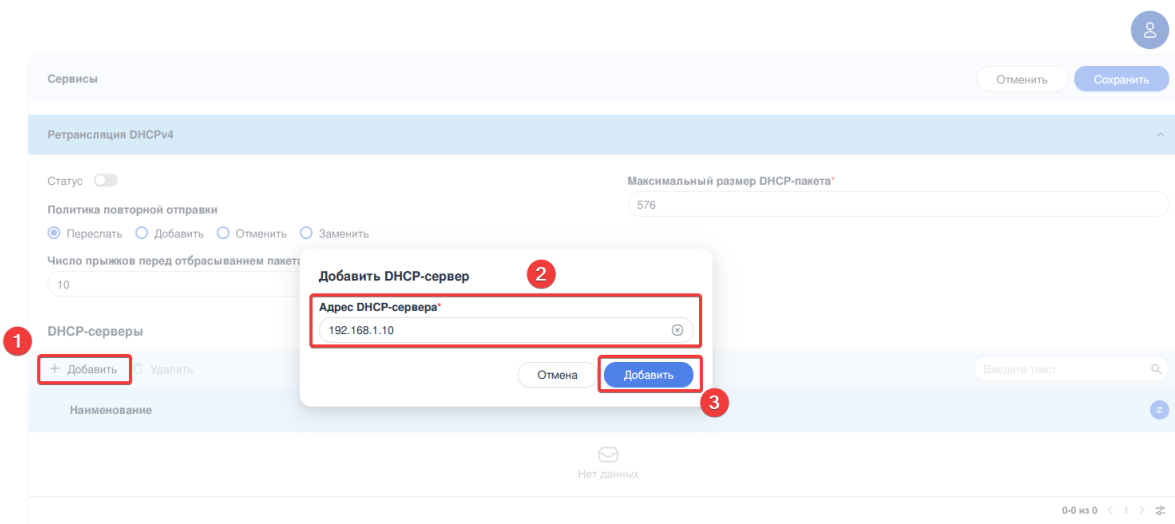 Сервисы
Отменить
Сохранить
Ретрансляция DHCPv4
Статус
Максимальный размер DHCP-пакета*
576
Политика повторной отправки
Переслать
Добавить
Отменить
Заменить
Число прыжков перед отбрасыванием пакета
10
Добавить DHCP-сервер
2
Адрес DHCP-сервера*
192.168.1.10
Отмена
Добавить
3
DHCP-серверы
1
+ Добавить
Удалить
Введите текст
Наименование
Нет данных
0-0 из 0 < 1 >